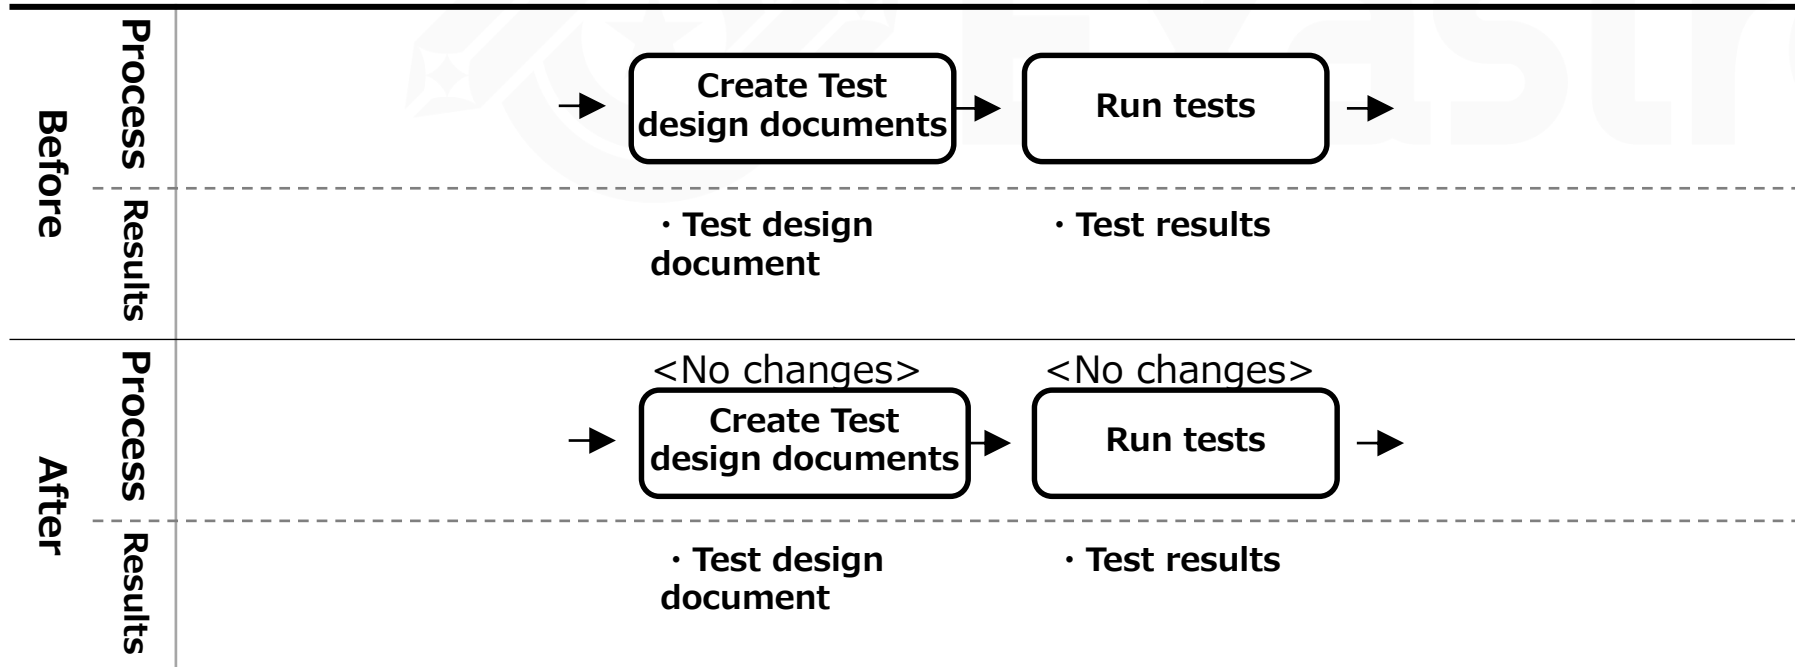 Before
Process
Create Test
design documents
Run tests
Results
・Test design
document
・Test results
After
Process
<No changes>
<No changes>
Create Test
design documents
Run tests
Results
・Test design
document
・Test results